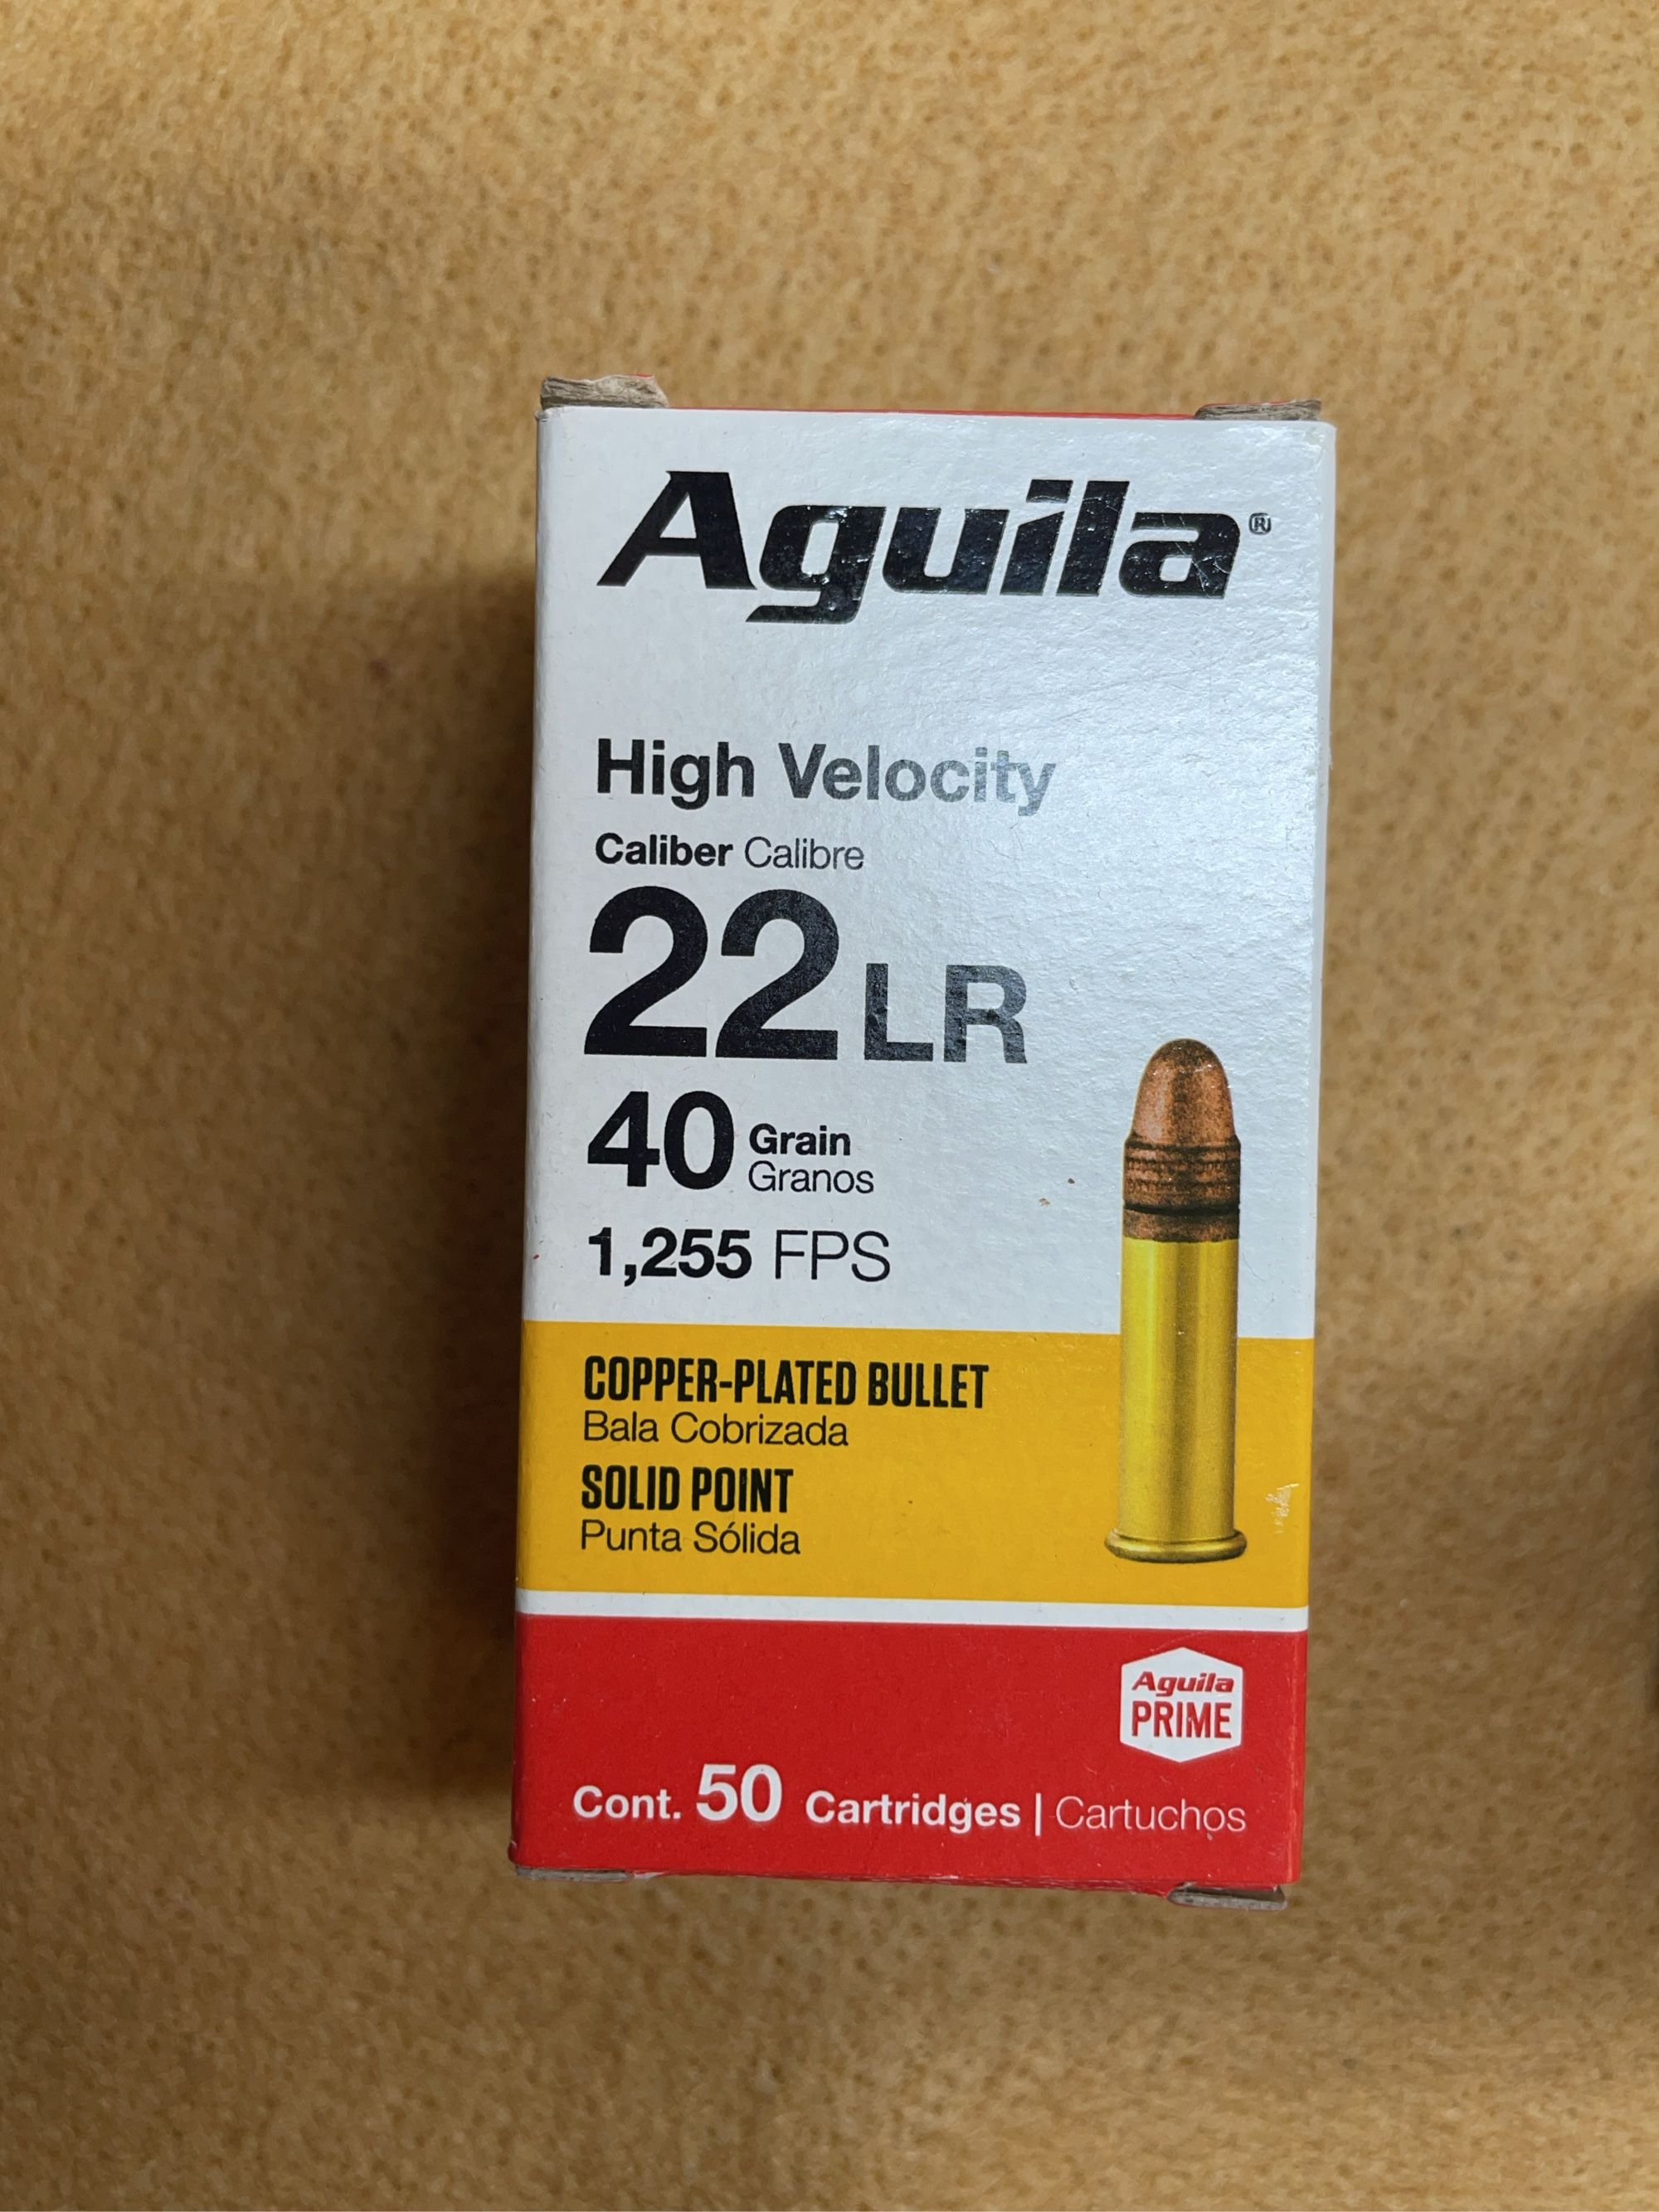 Aguila®
High Velocity
Caliber Calibre
22 LR
40 Grain
Granos
1,255 FPS
COPPER-PLATED BULLET
Bala Cobrizada
SOLID POINT
Punta Sólida
Aguila
PRIME
Cont. 50 Cartridges | Cartuchos